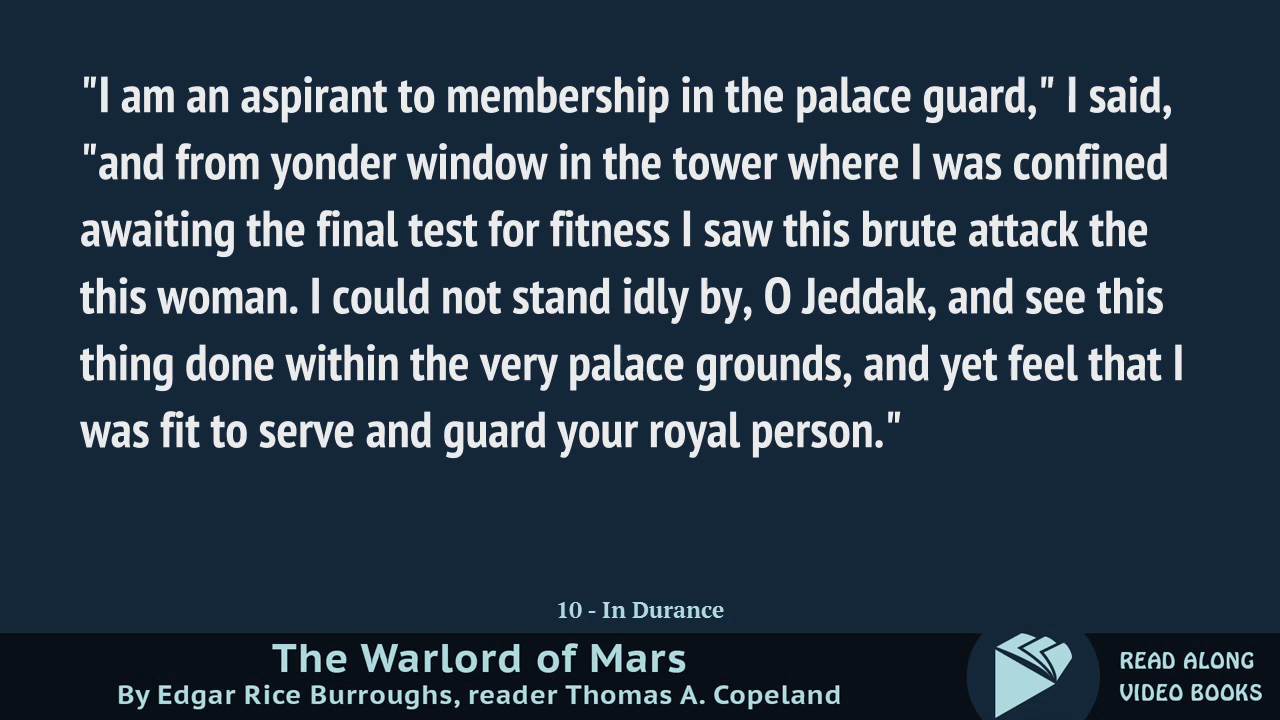 "I am an aspirant to membership in the palace guard," I said,
"and from yonder window in the tower where I was confined
awaiting the final test for fitness I saw this brute attack the
this woman. I could not stand idly by, O Jeddak, and see this
thing done within the very palace grounds, and yet feel that I
was fit to serve and guard your royal person."
10 - In Durance
The Warlord of Mars
By Edgar Rice Burroughs, reader Thomas A. Copeland
READ ALONG
VIDEO BOOKS